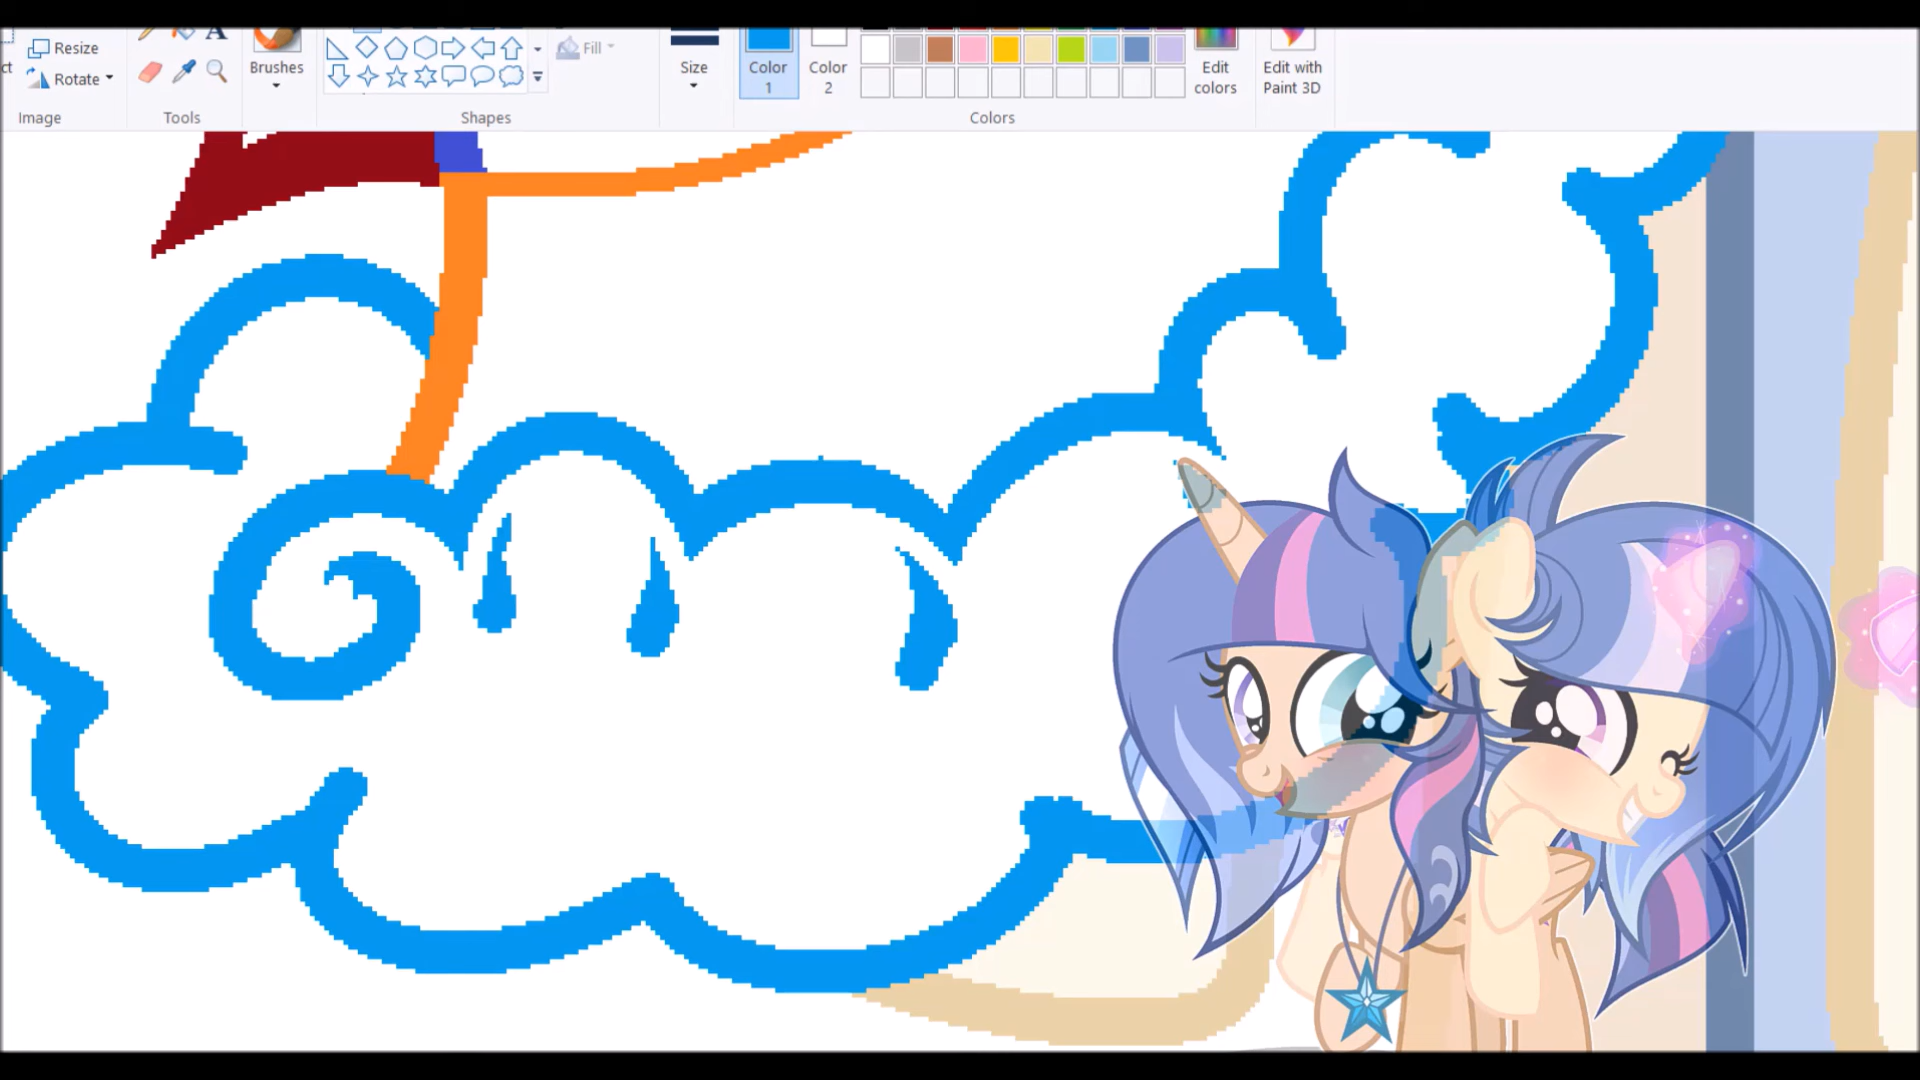 Resize
ct
Rotate
Brushes
Fill
Size
Color
1
Color
2
Edit
colors
Edit with
Paint 3D
Image
Tools
Shapes
Colors